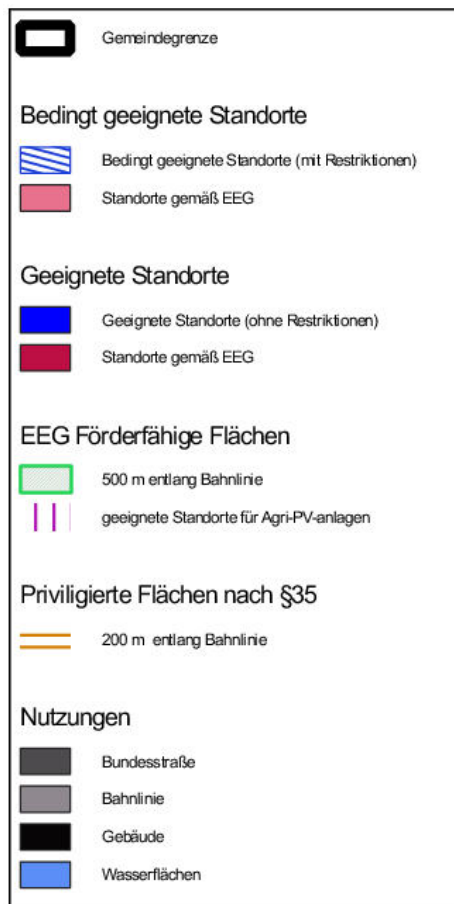 Gemeindegrenze
Bedingt geeignete Standorte
Bedingt geeignete Standorte (mit Restriktionen)
Standorte gemäß EEG
Geeignete Standorte
Geeignete Standorte (ohne Restriktionen)
Standorte gemäß EEG
EEG Förderfähige Flächen
500 m entlang Bahnlinie
geeignete Standorte für Agri-PV-anlagen
Priviligierte Flächen nach §35
200 m entlang Bahnlinie
Nutzungen
Bundesstraße
Bahnlinie
Gebäude
Wasserflächen